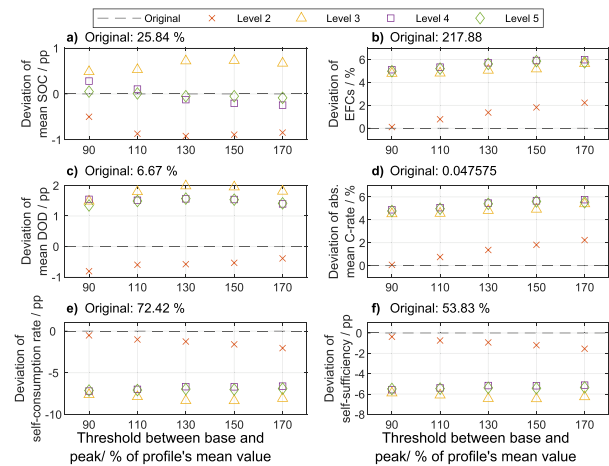 Original Level 2 Level 3 Level 4 Level 5
a) Original: 25.84 %
b) Original: 217.88
Deviation of
mean SOC / pp
1
0
-1
90 110 130 150 170
Deviation of
EFCs / %
6
4
2
0
90 110 130 150 170
c) Original: 6.67 %
d) Original: 0.047575
Deviation of
mean DOD / pp
2
1
0
-1
90 110 130 150 170
Deviation of abs.
mean C-rate / %
6
4
2
0
90 110 130 150 170
e) Original: 72.42 %
f) Original: 53.83 %
Deviation of
self-consumption rate / pp
0
-5
-10
90 110 130 150 170
Deviation of
self-sufficiency / pp
0
-2
-4
-6
-8
90 110 130 150 170
Threshold between base and
peak/ % of profile's mean value
Threshold between base and
peak/ % of profile's mean value